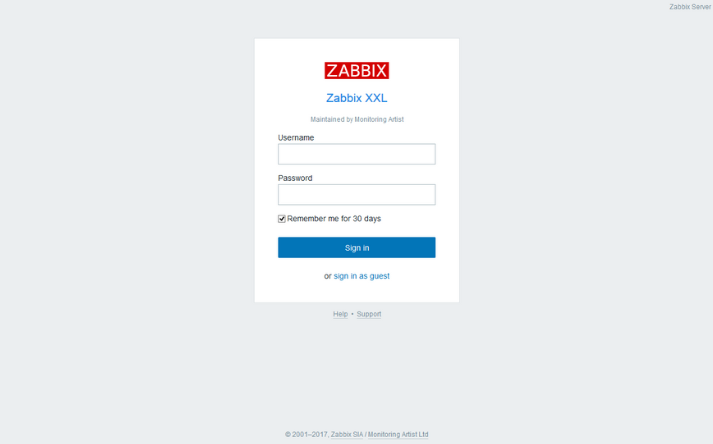 Zabbix Server
ZABBIX
Zabbix XXL
Maintained by Monitoring Artist
Username
Password
Remember me for 30 days
Sign in
or sign in as guest
Help • Support
© 2001–2017, Zabbix SIA / Monitoring Artist Ltd